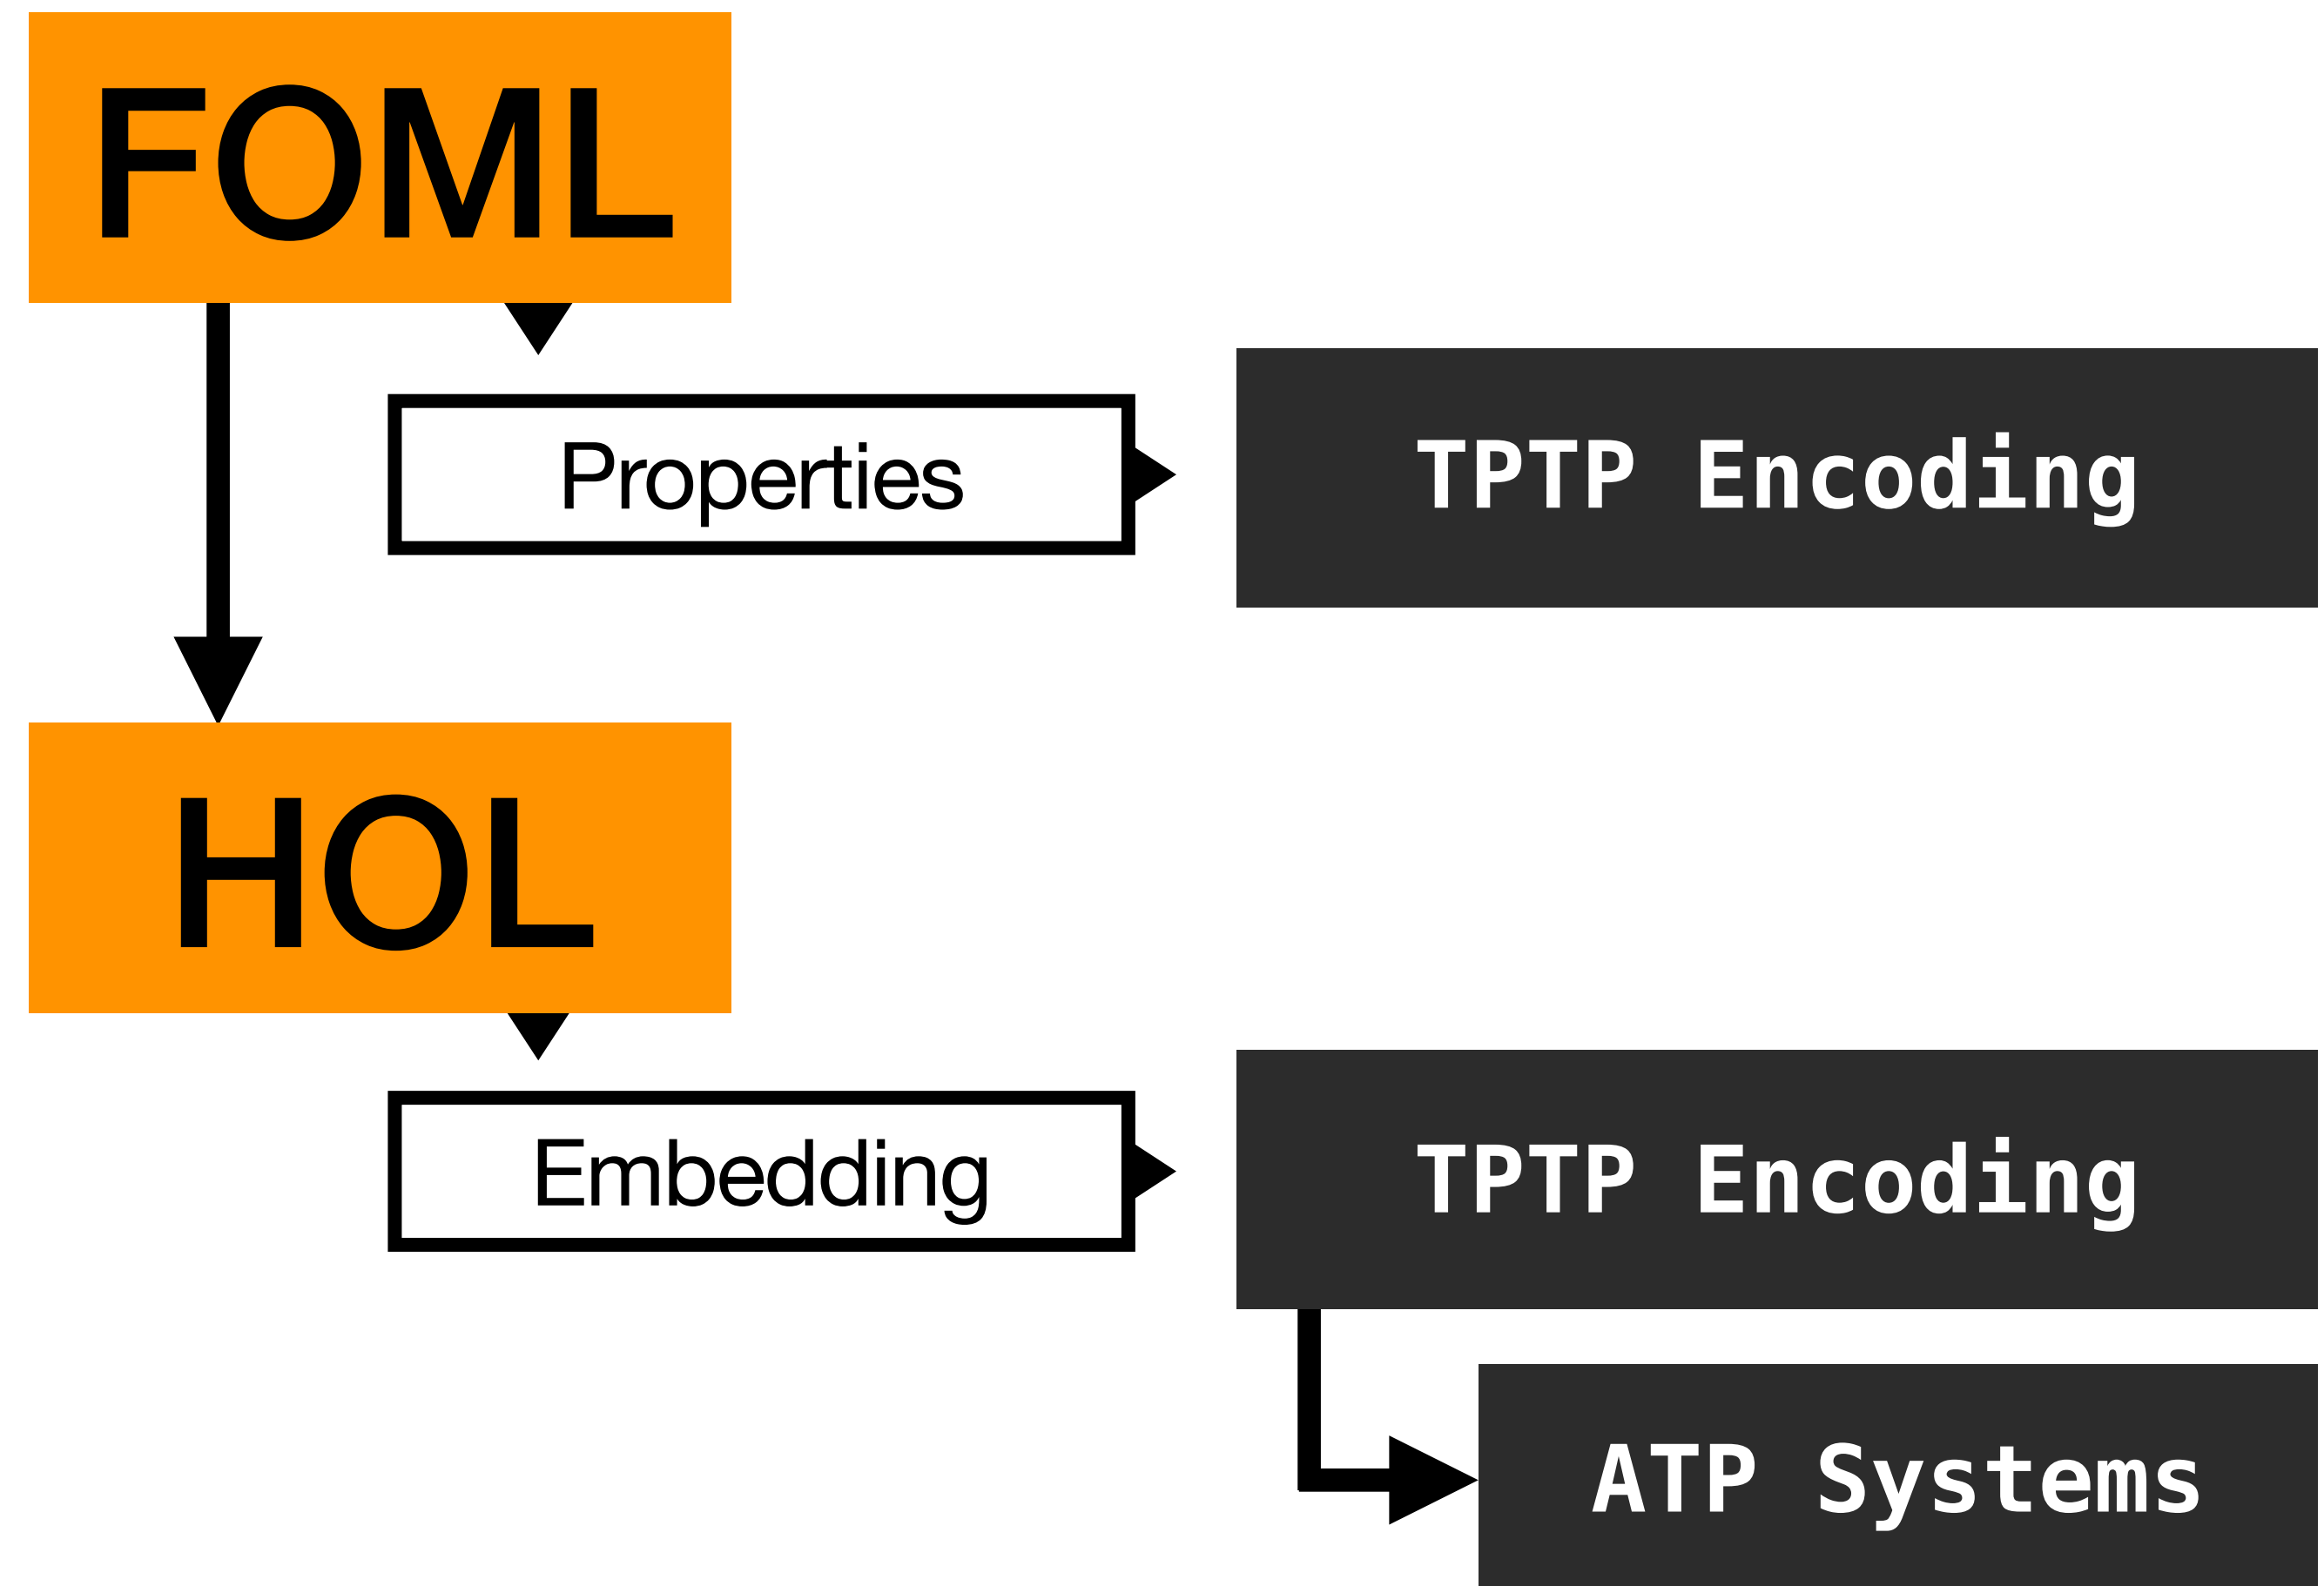 FOML
Properties
TPTP Encoding
HOL
Embedding
TPTP Encoding
ATP Systems